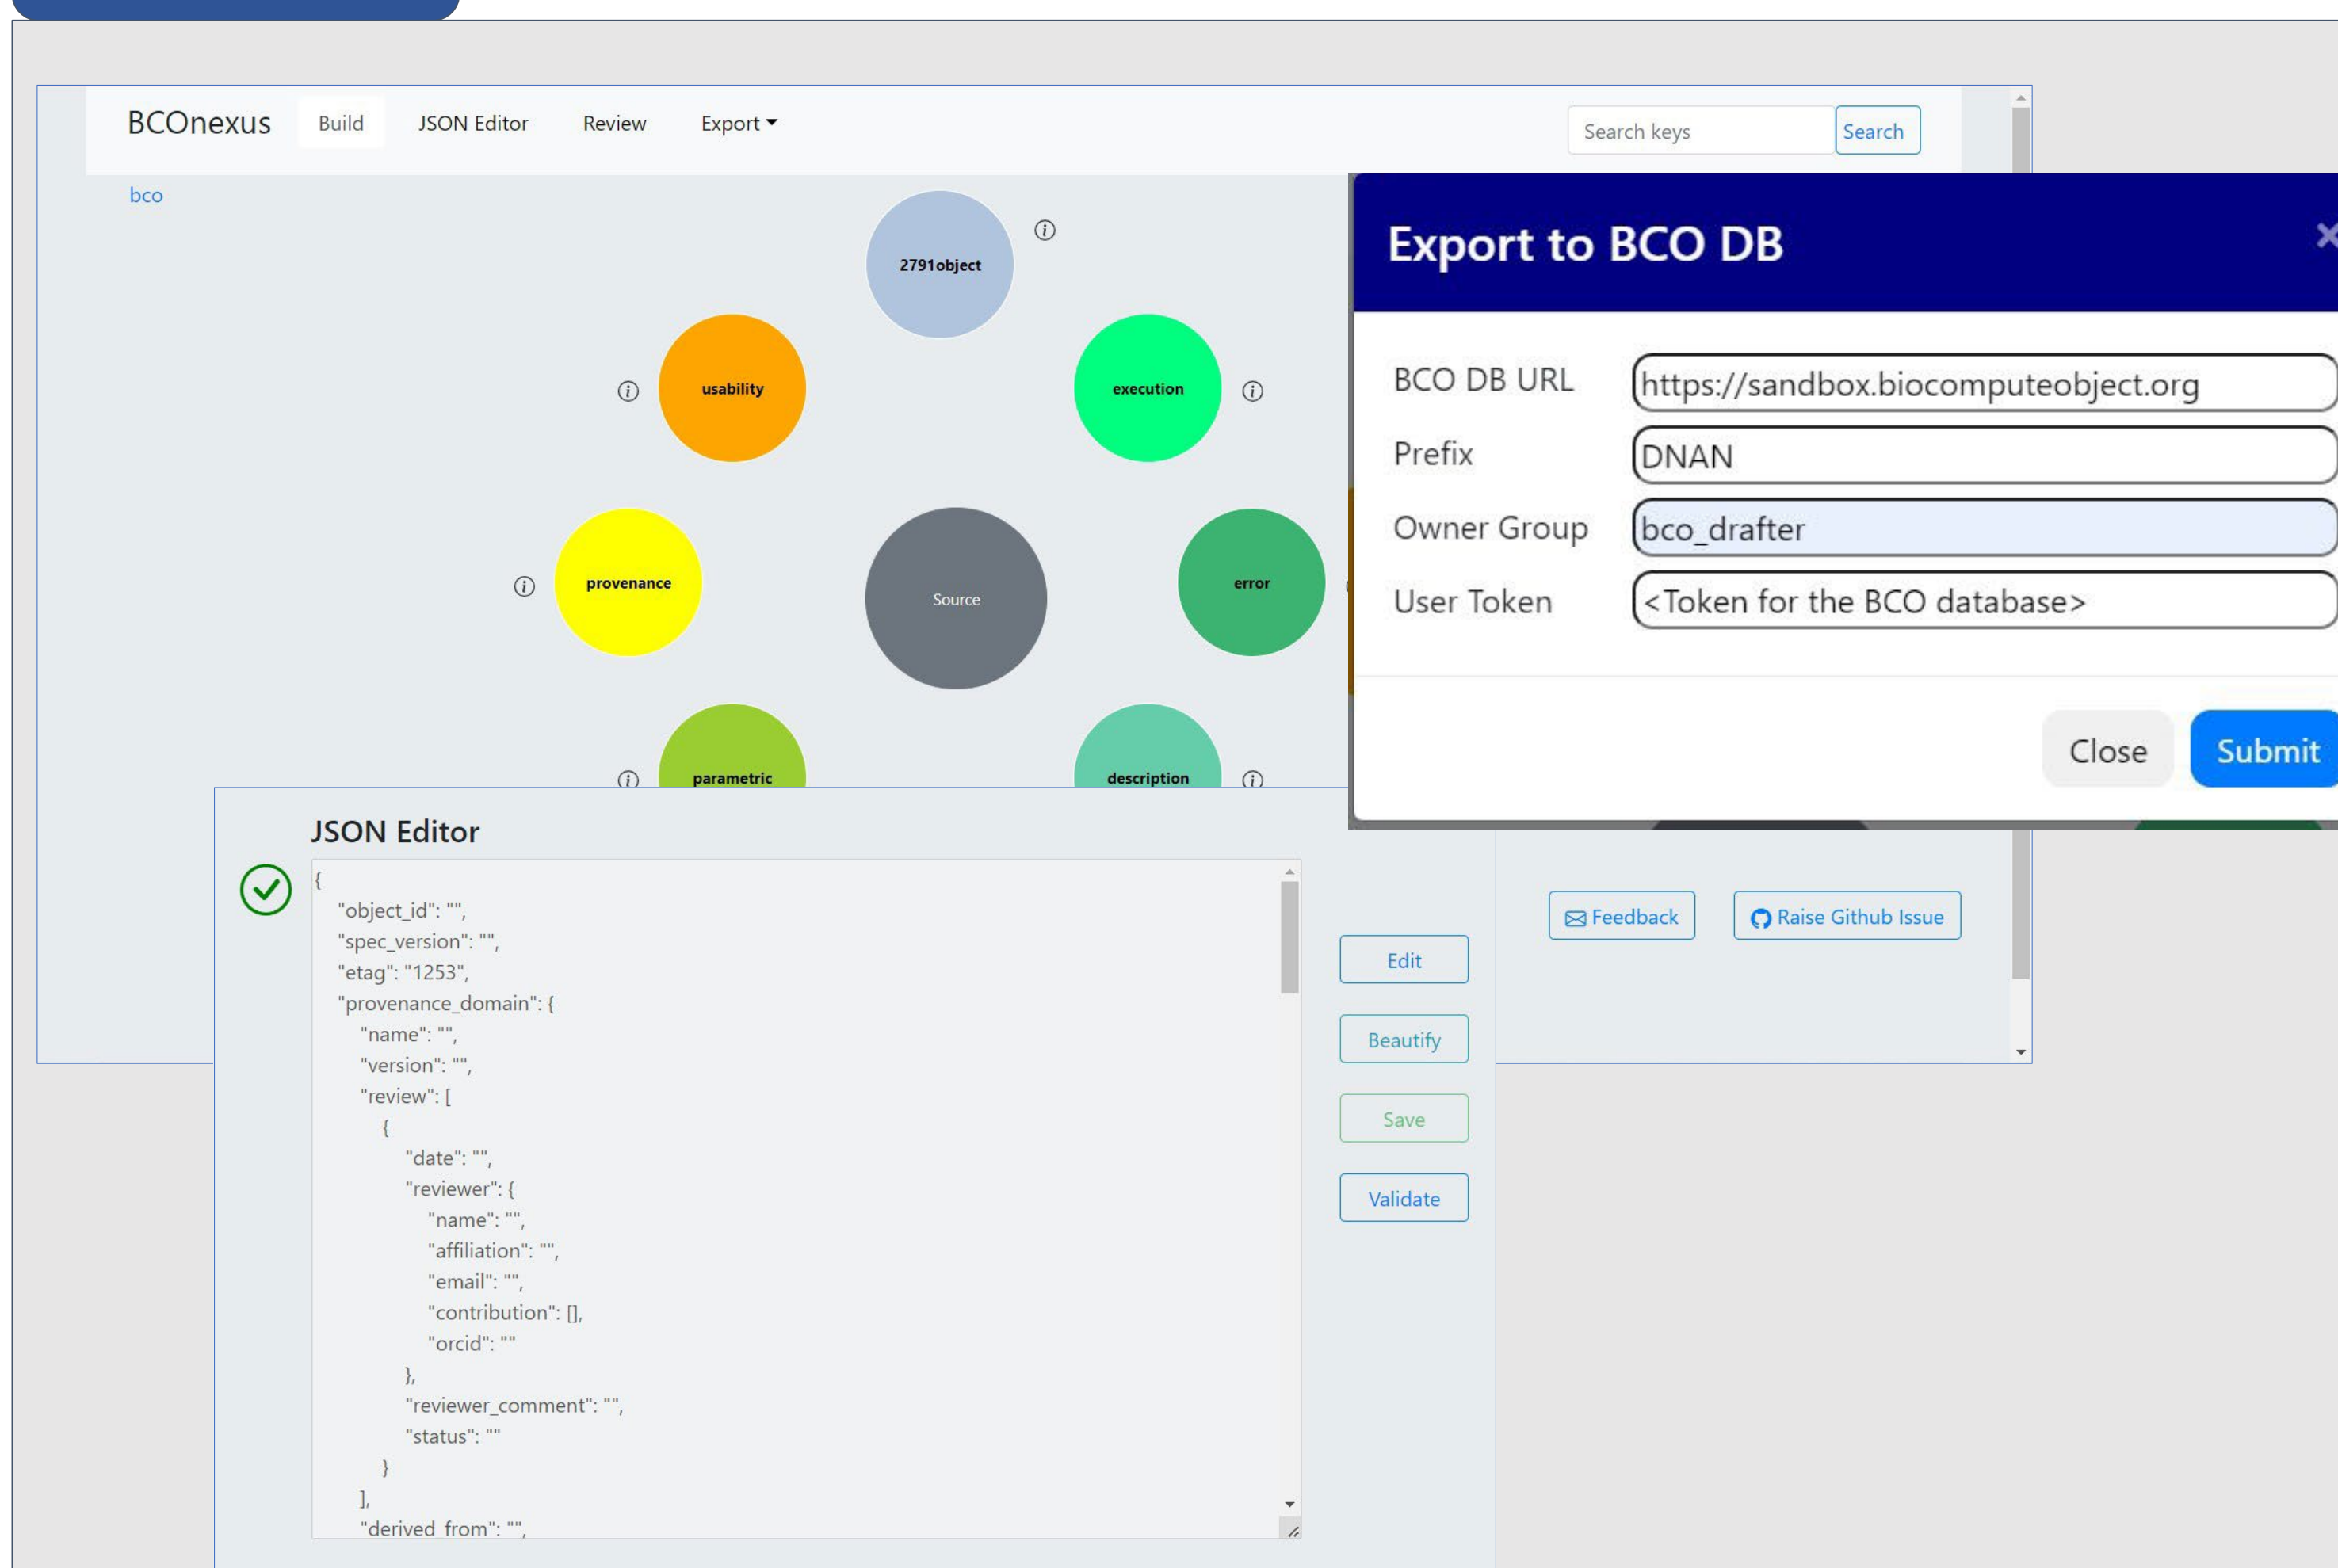 BCOnexus Build JSON Editor Review Export Search keys Search
bco
2791object
usability
execution
provenance
Source
error
parametric
description
Export to BCO DB
BCO DB URL https://sandbox.biocomputeobject.org
Prefix DNAN
Owner Group bco_drafter
User Token <Token for the BCO database>
Close Submit
JSON Editor
{
"object_id": "",
"spec_version": "",
"etag": "1253",
"provenance_domain": {
"name": "",
"version": "",
"review": [
{
"date": "",
"reviewer": {
"name": "",
"affiliation": "",
"email": "",
"contribution": [],
"orcid": ""
},
"reviewer_comment": "",
"status": ""
}
],
"derived_from": "",
Edit
Beautify
Save
Validate
Feedback
Raise Github Issue